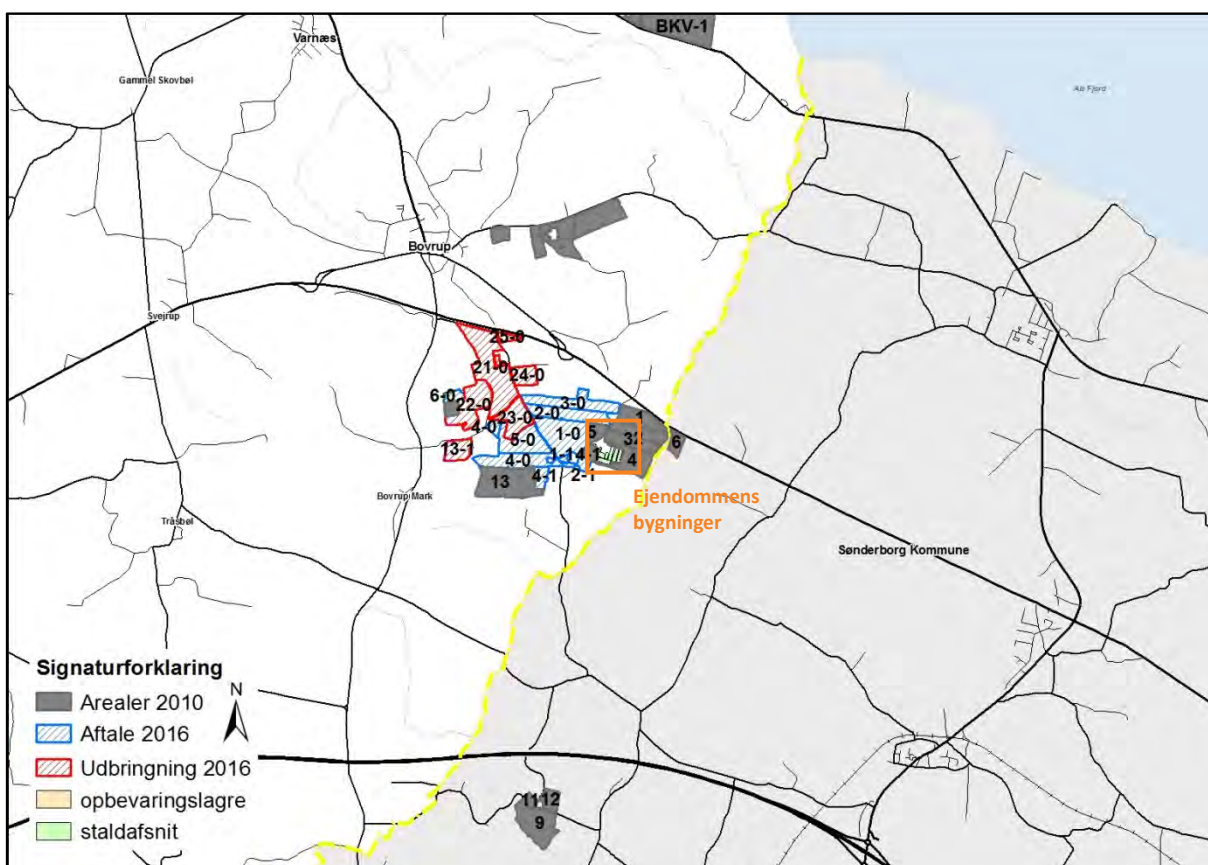 BKV-1
Varnæs
Gammel Skovbøl
Als Fjord
Bovrup
Svejrup
25-0
21-0
24-0
6-0
22-0
3-0
2-0
23-0
1
4-0
1-0
5
32
6
5-0
13-1
4-0
1-1
4-1
4
13
4-1
2-1
Bovrup Mark
Ejendommens
bygninger
Tråsbøl
Sønderborg Kommune
Signaturforklaring
Arealer 2010
N
Aftale 2016
Udbringning 2016
opbevaringslagre
staldafsnit
11
12
9